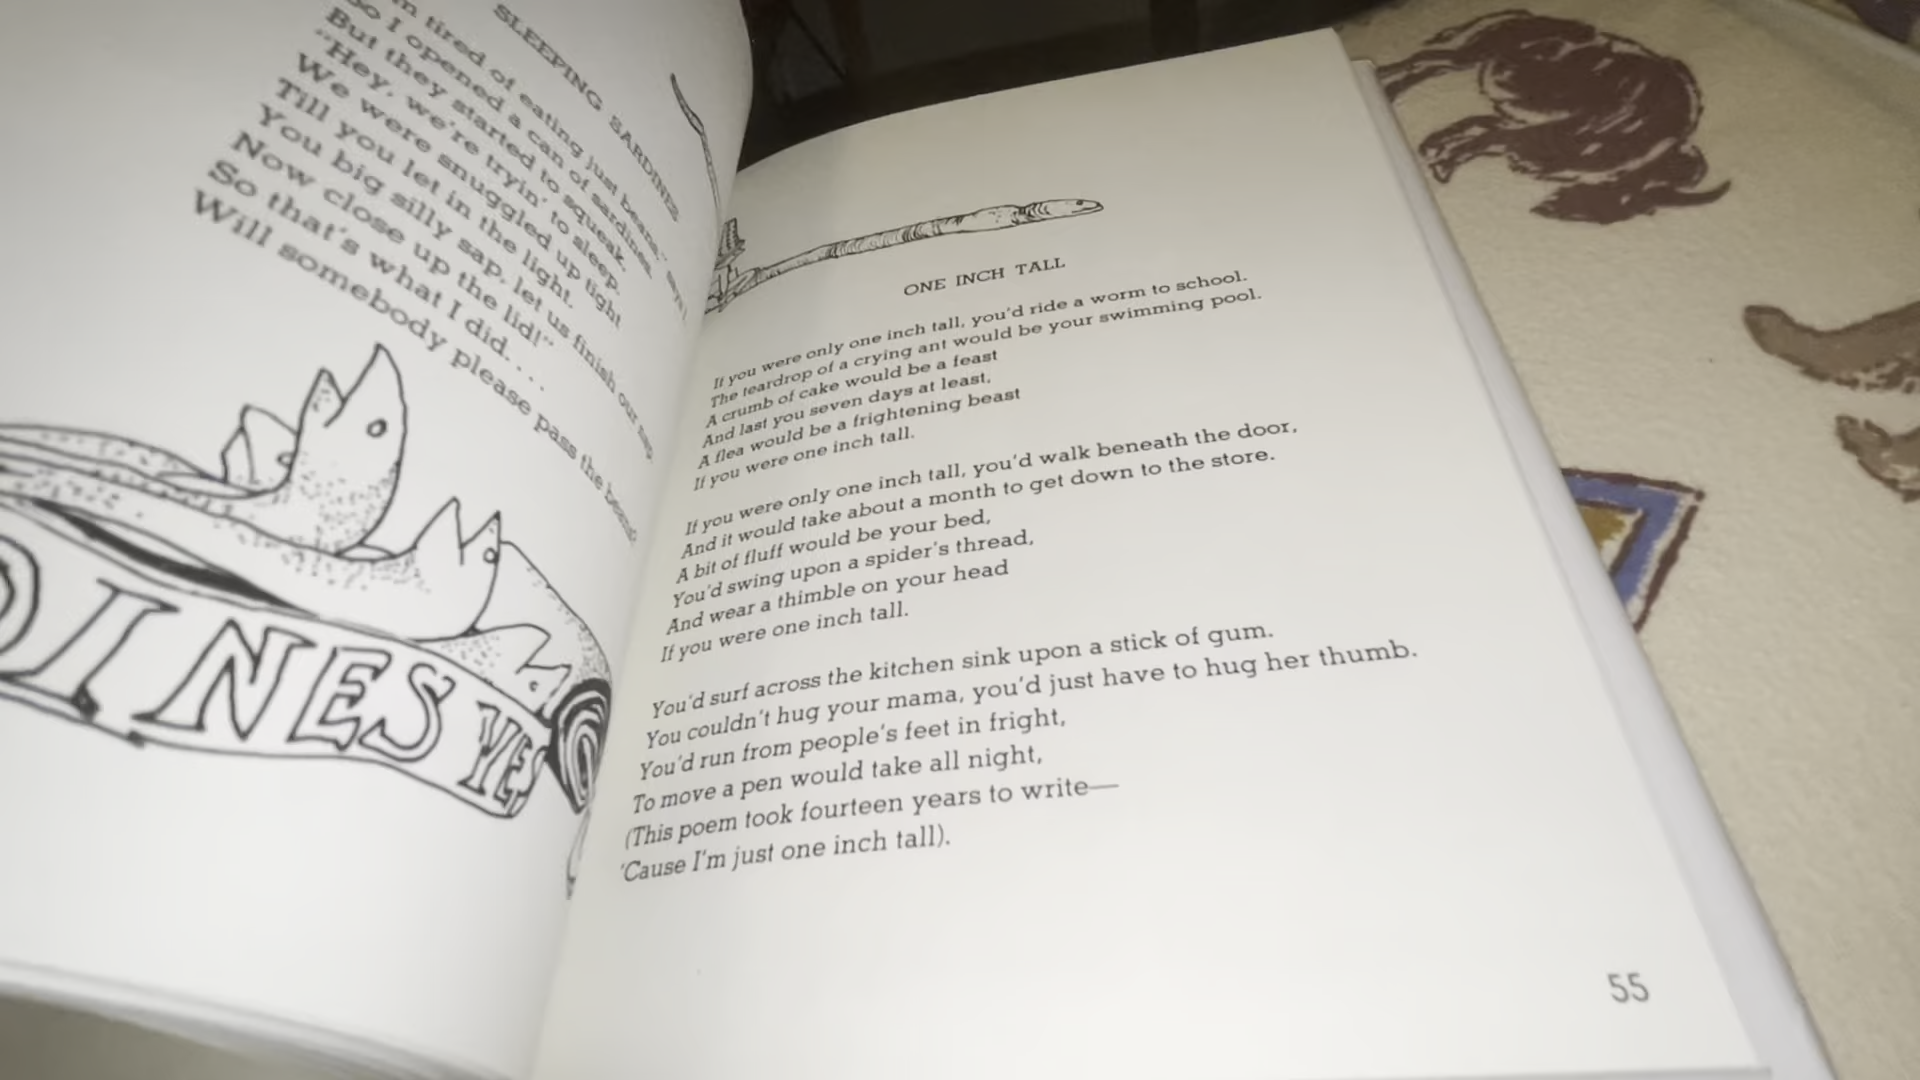 SLEEPING SARDINES
"I'm tired of eating just beans," says I,
So I opened a can of sardines.
But they started to squeak,
"Hey, we're tryin' to sleep.
We were snuggled up tight
Till you let in the light.
You big silly sap, let us finish our nap.
Now close up the lid!"
So that's what I did. . . .
Will somebody please pass the beans?
DINES
YES
ONE INCH TALL
If you were only one inch tall, you'd ride a worm to school.
The teardrop of a crying ant would be your swimming pool.
A crumb of cake would be a feast
And last you seven days at least,
A flea would be a frightening beast
If you were one inch tall.
If you were only one inch tall, you'd walk beneath the door,
And it would take about a month to get down to the store.
A bit of fluff would be your bed,
You'd swing upon a spider's thread,
And wear a thimble on your head
If you were one inch tall.
You'd surf across the kitchen sink upon a stick of gum.
You couldn't hug your mama, you'd just have to hug her thumb.
You'd run from people's feet in fright,
To move a pen would take all night,
(This poem took fourteen years to write—
'Cause I'm just one inch tall).
55